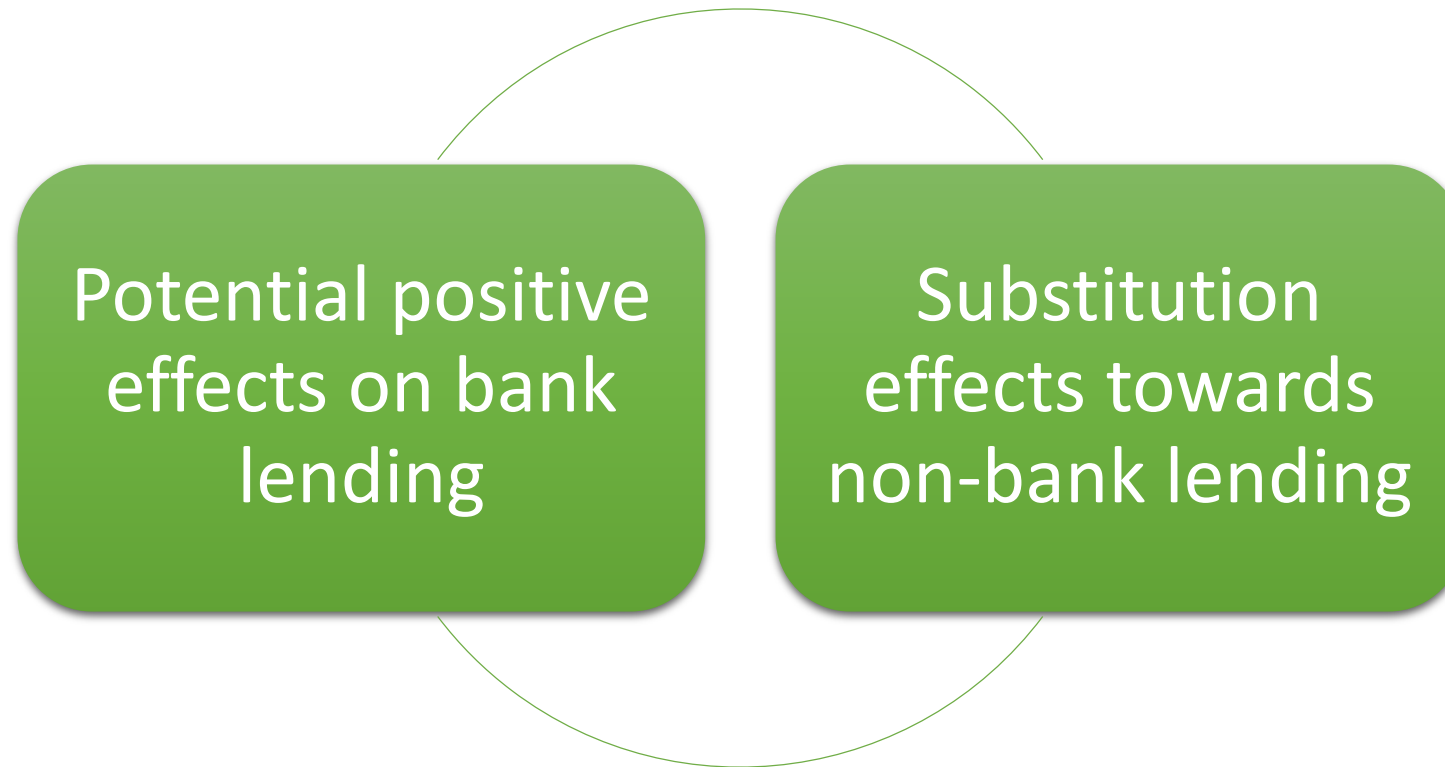 Potential positive
effects on bank
lending
Substitution
effects towards
non-bank lending